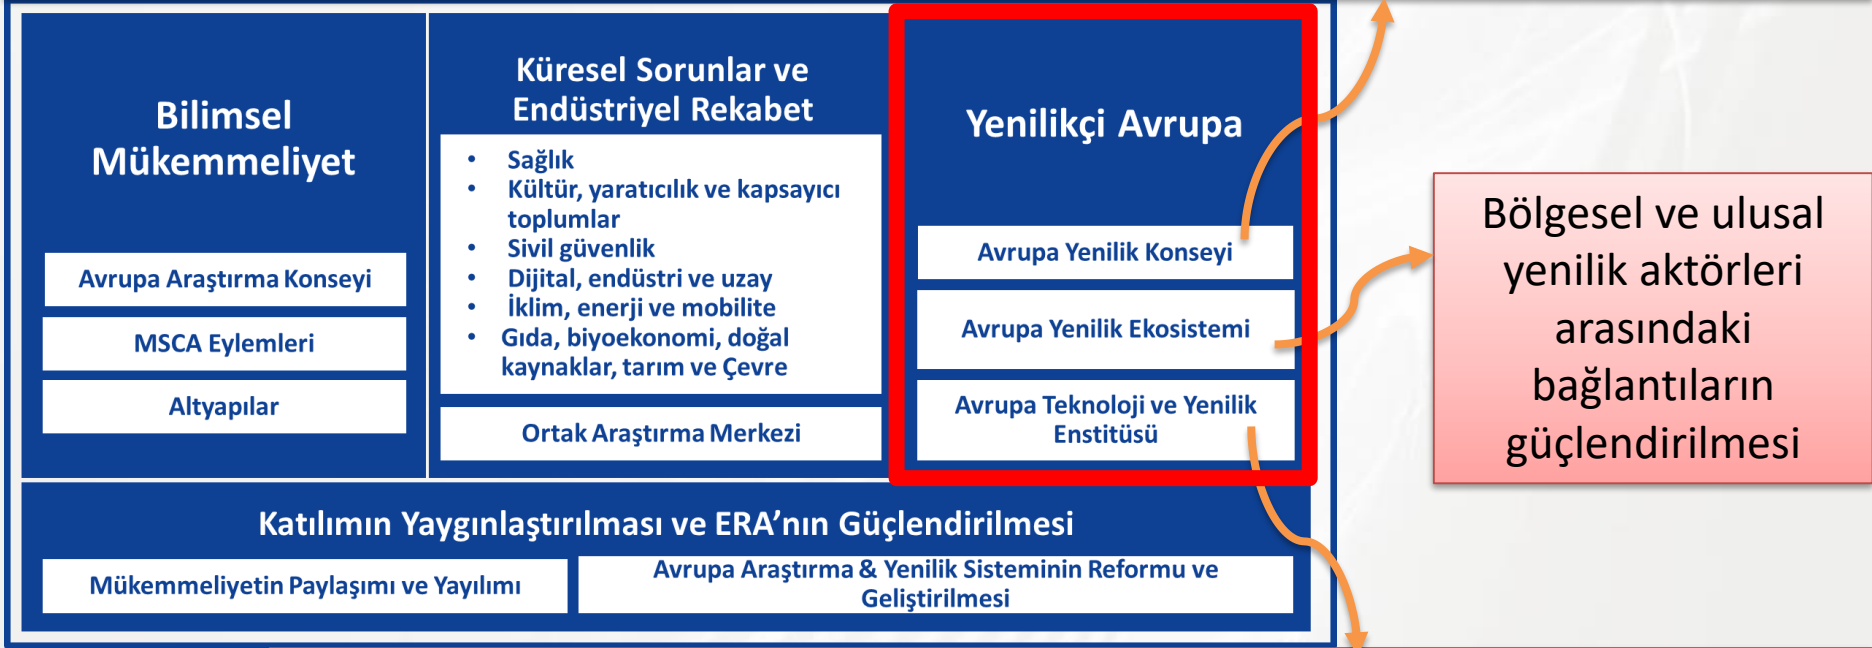 Bilimsel
Mükemmeliyet
Avrupa Araştırma Konseyi
MSCA Eylemleri
Altyapılar
Küresel Sorunlar ve
Endüstriyel Rekabet
• Sağlık
• Kültür, yaratıcılık ve kapsayıcı
toplumlar
• Sivil güvenlik
• Dijital, endüstri ve uzay
• İklim, enerji ve mobilite
• Gıda, biyoekonomi, doğal
kaynaklar, tarım ve Çevre
Ortak Araştırma Merkezi
Yenilikçi Avrupa
Avrupa Yenilik Konseyi
Avrupa Yenilik Ekosistemi
Avrupa Teknoloji ve Yenilik
Enstitüsü
Bölgesel ve ulusal
yenilik aktörleri
arasındaki
bağlantıların
güçlendirilmesi
Katılımın Yaygınlaştırılması ve ERA’nın Güçlendirilmesi
Mükemmeliyetin Paylaşımı ve Yayılımı
Avrupa Araştırma & Yenilik Sisteminin Reformu ve
Geliştirilmesi